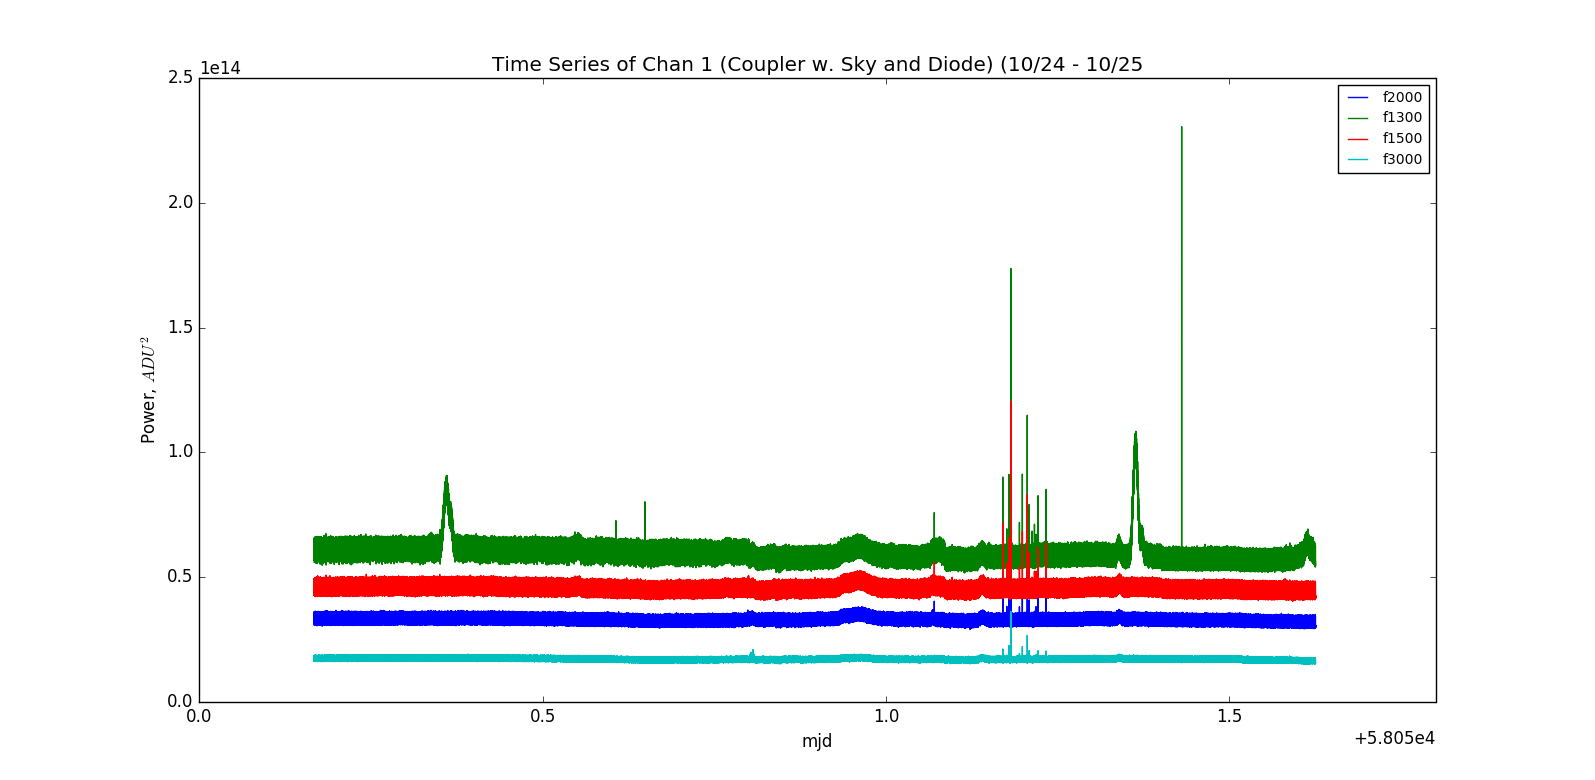 Time Series of Chan 1 (Coupler w. Sky and Diode) (10/24 - 10/25
1e14
2.5
2.0
1.5
1.0
0.5
0.0
Power, ADU²
f2000
f1300
f1500
f3000
0.0 0.5 1.0 1.5
+5.805e4
mjd